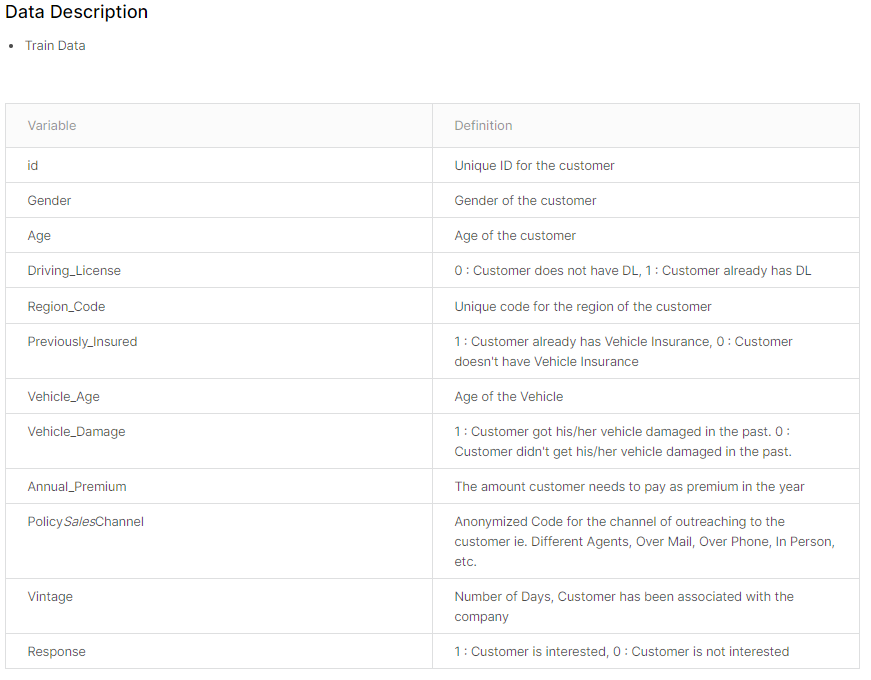 Data Description
Train Data
Variable Definition
id Unique ID for the customer
Gender Gender of the customer
Age Age of the customer
Driving_License 0 : Customer does not have DL, 1 : Customer already has DL
Region_Code Unique code for the region of the customer
Previously_Insured 1 : Customer already has Vehicle Insurance, 0 : Customer
doesn't have Vehicle Insurance
Vehicle_Age Age of the Vehicle
Vehicle_Damage 1 : Customer got his/her vehicle damaged in the past. 0 :
Customer didn't get his/her vehicle damaged in the past.
Annual_Premium The amount customer needs to pay as premium in the year
PolicySalesChannel Anonymized Code for the channel of outreaching to the
customer ie. Different Agents, Over Mail, Over Phone, In Person,
etc.
Vintage Number of Days, Customer has been associated with the
company
Response 1 : Customer is interested, 0 : Customer is not interested